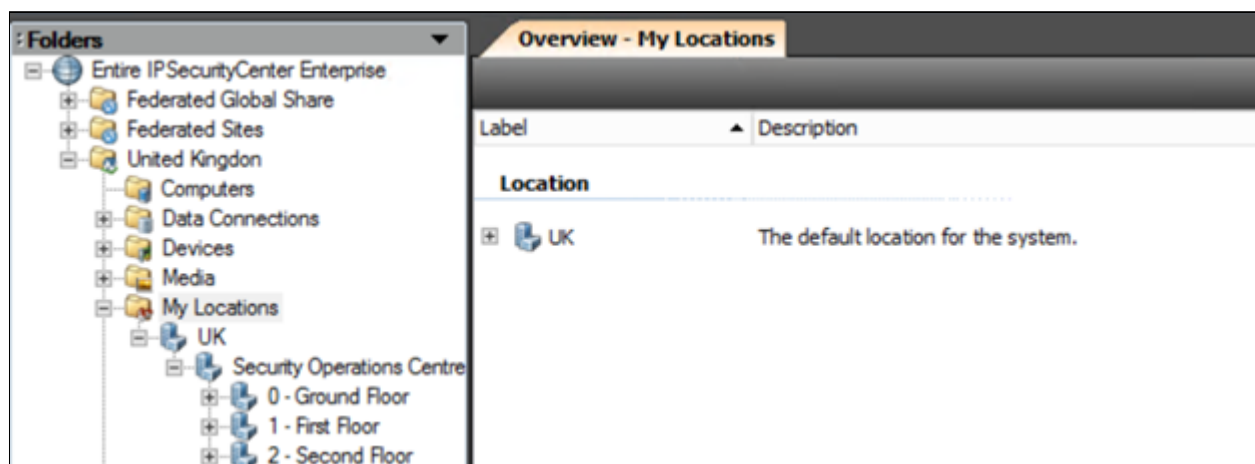 Folders
Entire IPSecurityCenter Enterprise
Federated Global Share
Federated Sites
United Kingdon
Computers
Data Connections
Devices
Media
My Locations
UK
Security Operations Centre
0 - Ground Floor
1 - First Floor
2 - Second Floor
Overview - My Locations
Label Description
Location
UK The default location for the system.